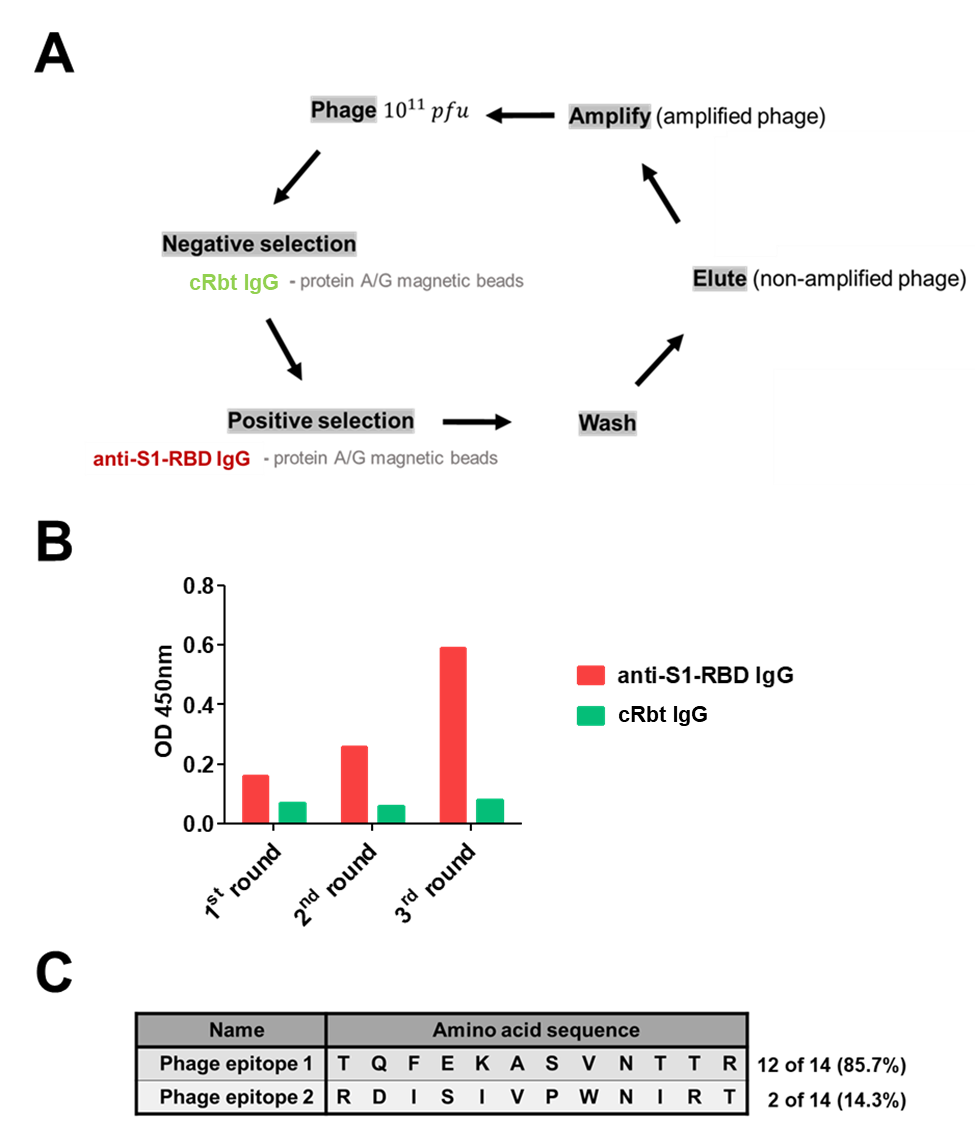 A
Phage 10¹¹ pfu
Amplify (amplified phage)
Negative selection
cRbt IgG - protein A/G magnetic beads
Elute (non-amplified phage)
Positive selection
Wash
anti-S1-RBD IgG - protein A/G magnetic beads
B
OD 450nm
0.8
0.6
0.4
0.2
0.0
1st round
2nd round
3rd round
anti-S1-RBD IgG
cRbt IgG
C
Name Amino acid sequence
Phage epitope 1 T Q F E K A S V N T T R 12 of 14 (85.7%)
Phage epitope 2 R D I S I V P W N I R T 2 of 14 (14.3%)